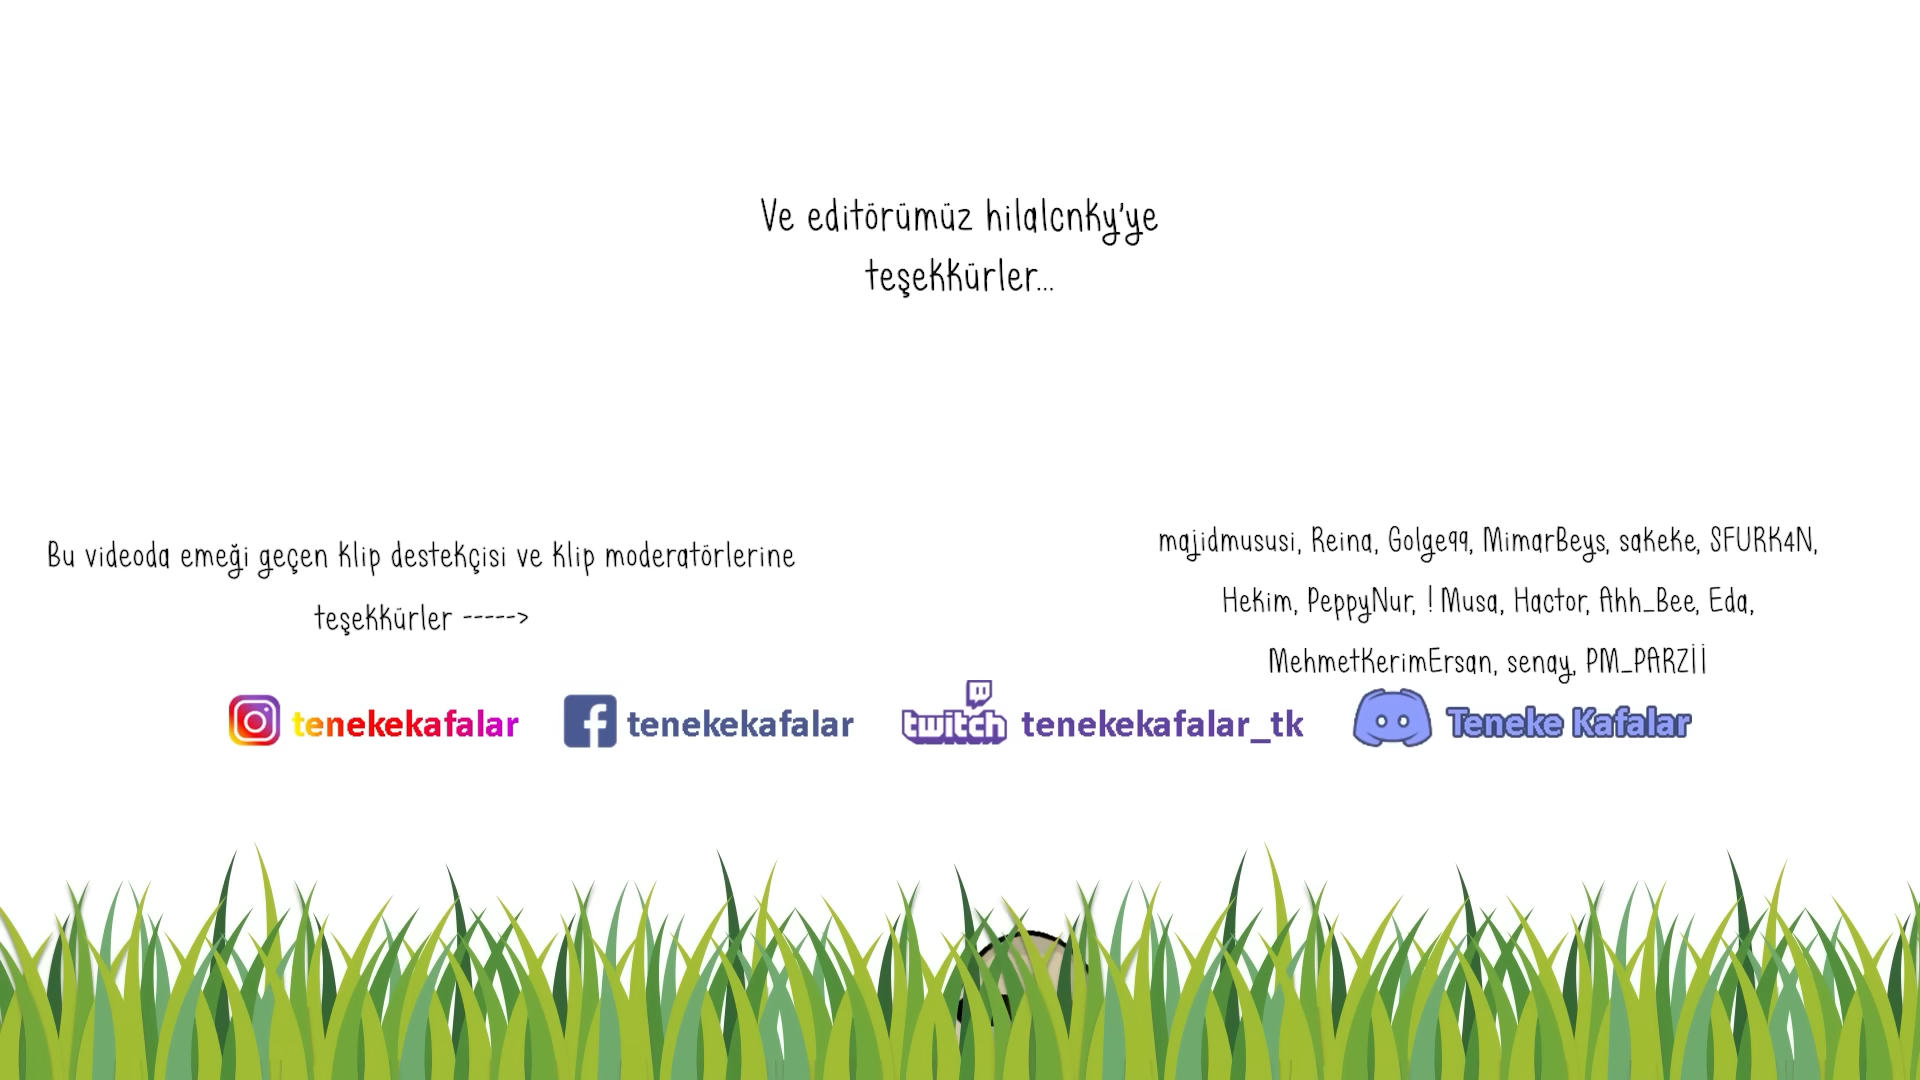 Ve editörümüz hilalcnky'ye
teşekkürler...
Bu videoda emeği geçen klip destekçisi ve klip moderatörlerine
teşekkürler ----->
majidmususi, Reina, Golge99, MimarBeys, sakeke, SFURK4N,
Hekim, PeppyNur, ! Musa, Hactor, Ahh_Bee, Eda,
MehmetKerimErsan, senay, PM_PARZİİ
tenekekafalar
tenekekafalar
twitch tenekekafalar_tk
Teneke Kafalar